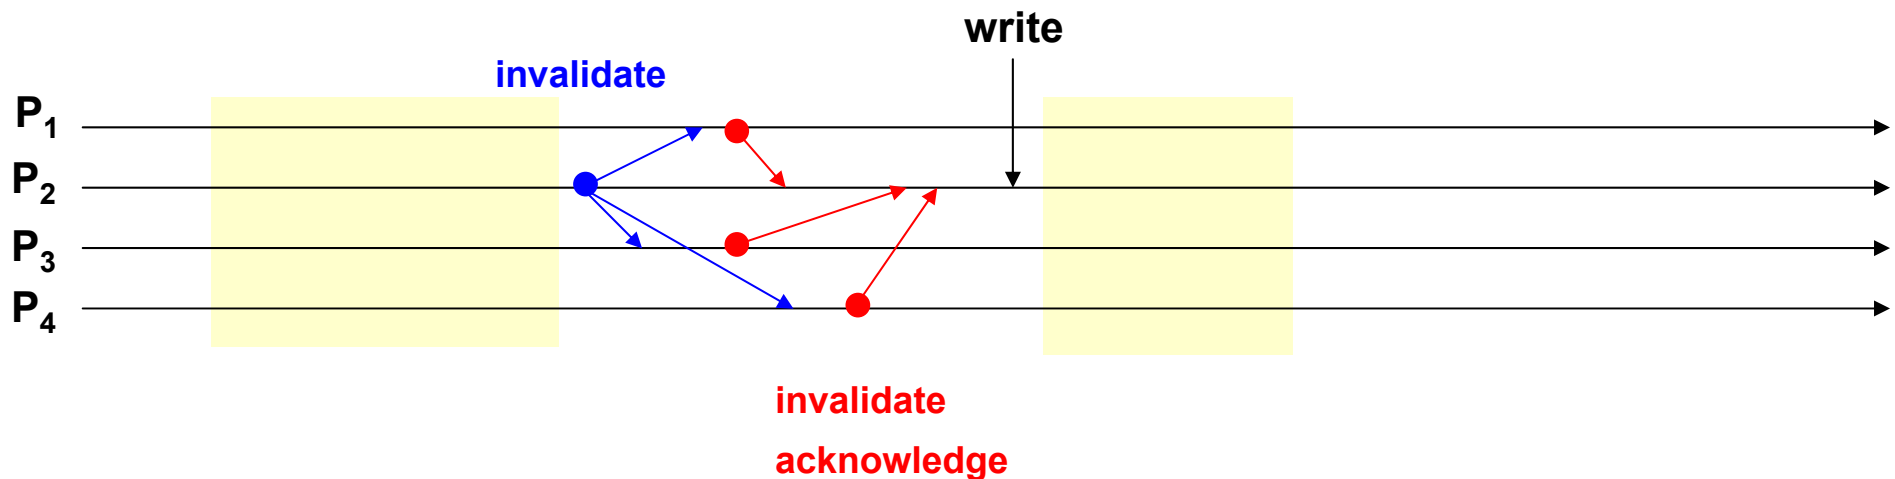 write
invalidate
P1
P2
P3
P4
invalidate
acknowledge